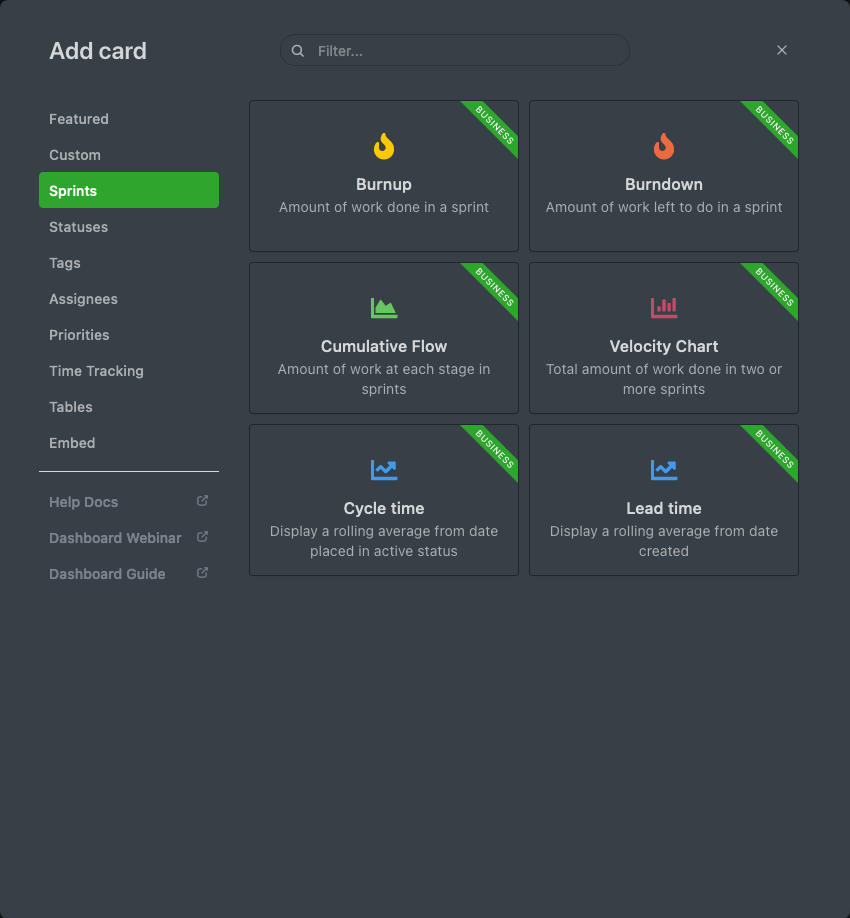 Add card
Filter...
Featured
Custom
Sprints
Statuses
Tags
Assignees
Priorities
Time Tracking
Tables
Embed
Help Docs
Dashboard Webinar
Dashboard Guide
BUSINESS
Burnup
Amount of work done in a sprint
BUSINESS
Burndown
Amount of work left to do in a sprint
BUSINESS
Cumulative Flow
Amount of work at each stage in
sprints
BUSINESS
Velocity Chart
Total amount of work done in two or
more sprints
BUSINESS
Cycle time
Display a rolling average from date
placed in active status
BUSINESS
Lead time
Display a rolling average from date
created